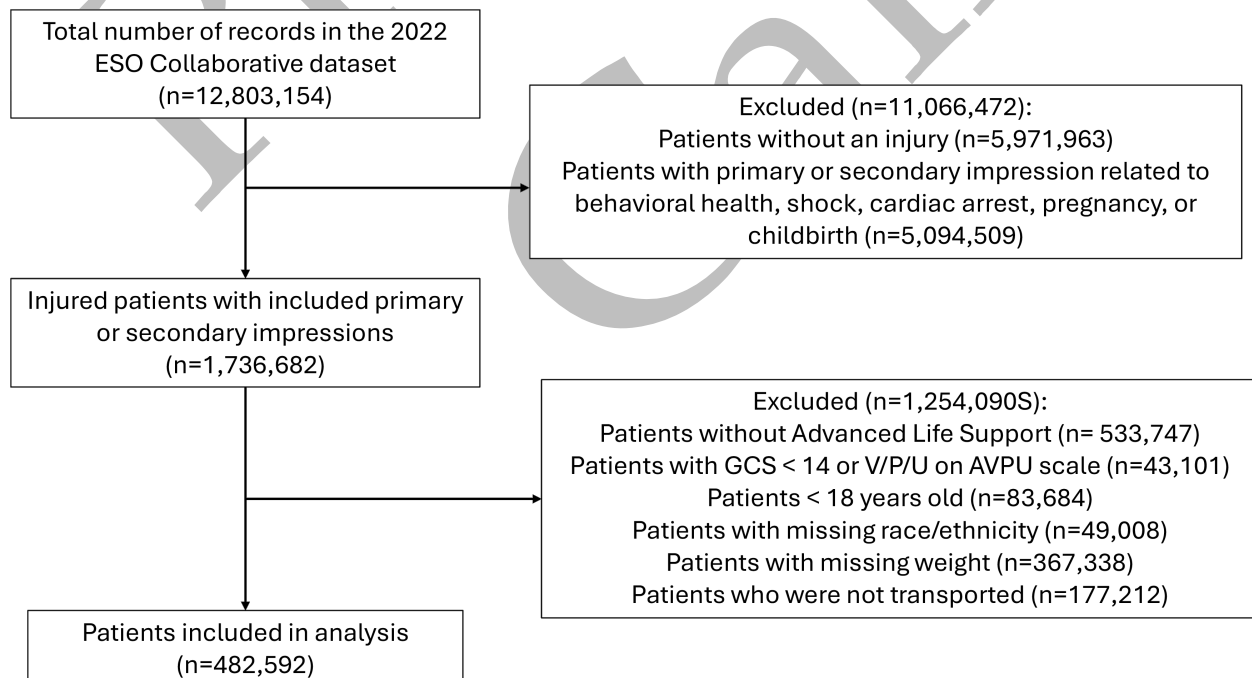 Total number of records in the 2022
ESO Collaborative dataset
(n=12,803,154)
Excluded (n=11,066,472):
Patients without an injury (n=5,971,963)
Patients with primary or secondary impression related to
behavioral health, shock, cardiac arrest, pregnancy, or
childbirth (n=5,094,509)
Injured patients with included primary
or secondary impressions
(n=1,736,682)
Excluded (n=1,254,090S):
Patients without Advanced Life Support (n= 533,747)
Patients with GCS < 14 or V/P/U on AVPU scale (n=43,101)
Patients < 18 years old (n=83,684)
Patients with missing race/ethnicity (n=49,008)
Patients with missing weight (n=367,338)
Patients who were not transported (n=177,212)
Patients included in analysis
(n=482,592)